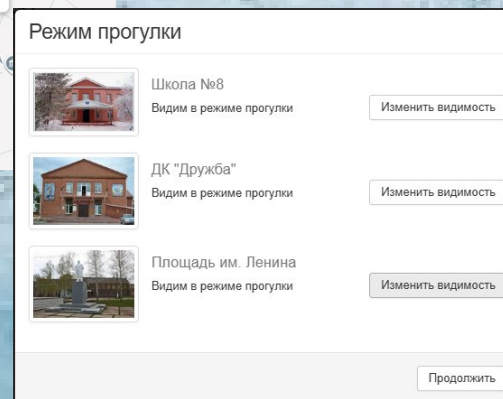 Режим прогулки
Школа №8
Видим в режиме прогулки
Изменить видимость
ДК "Дружба"
Видим в режиме прогулки
Изменить видимость
Площадь им. Ленина
Видим в режиме прогулки
Изменить видимость
Продолжить